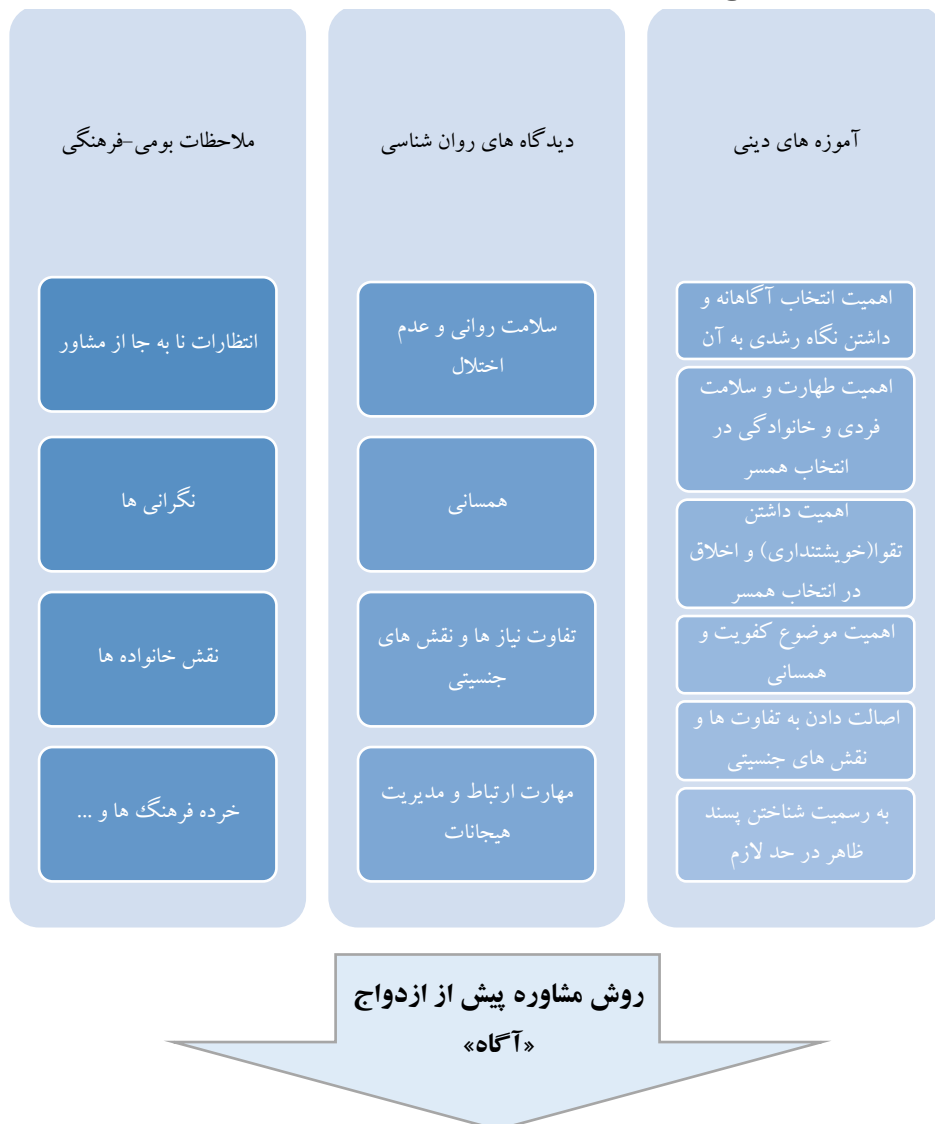 آموزه های دینی
اهمیت انتخاب آگاهانه و
داشتن نگاه رشدی به آن
اهمیت طهارت و سلامت
فردی و خانوادگی در
انتخاب همسر
اهمیت داشتن
تقوا(خویشتنداری) و اخلاق
در انتخاب همسر
اهمیت موضوع کفویت و
همسانی
اصالت دادن به تفاوت ها و
نقش های جنسیتی
به رسمیت شناختن پسند
ظاهر در حد لازم
دیدگاه های روان شناسی
سلامت روانی و عدم
اختلال
همسانی
تفاوت نیاز ها و نقش های
جنسیتی
مهارت ارتباط و مدیریت
هیجانات
ملاحظات بومی-فرهنگی
انتظارات نا به جا از مشاور
نگرانی ها
نقش خانواده ها
خرده فرهنگ ها و ...
روش مشاوره پیش از ازدواج
«آگاه»